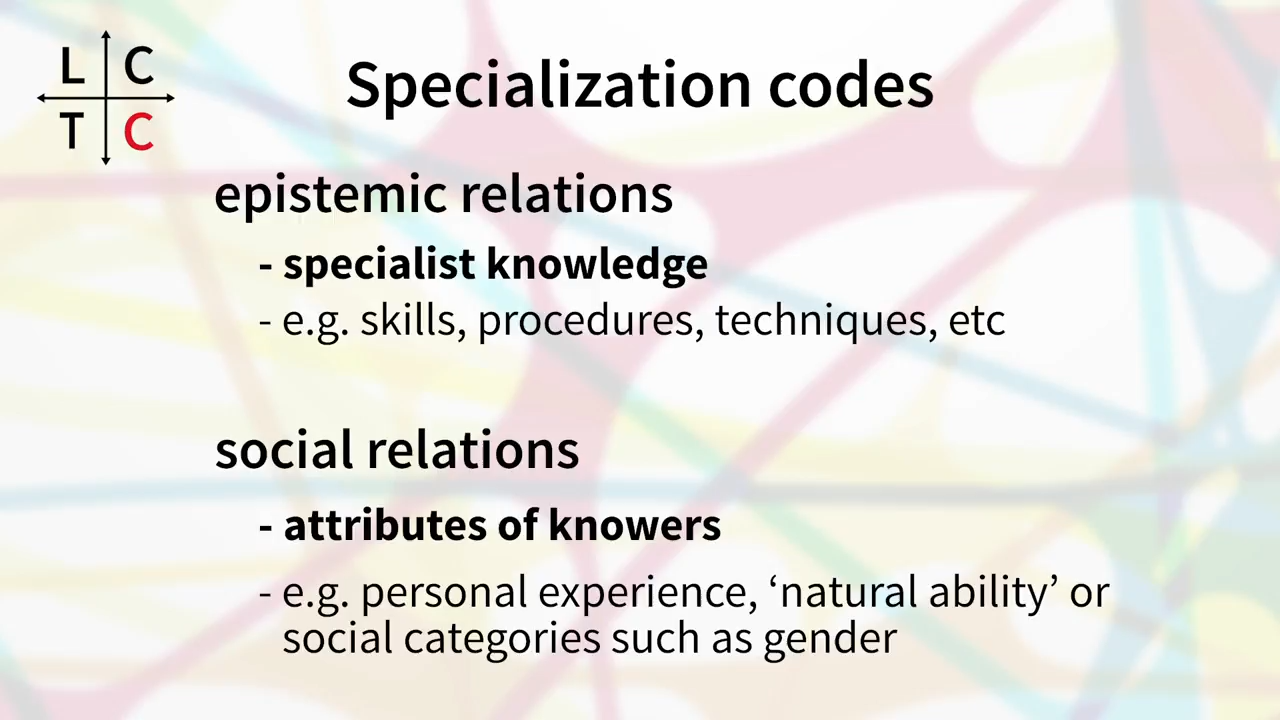 L C
T C
Specialization codes
epistemic relations
- specialist knowledge
- e.g. skills, procedures, techniques, etc
social relations
- attributes of knowers
- e.g. personal experience, ‘natural ability’ or
social categories such as gender